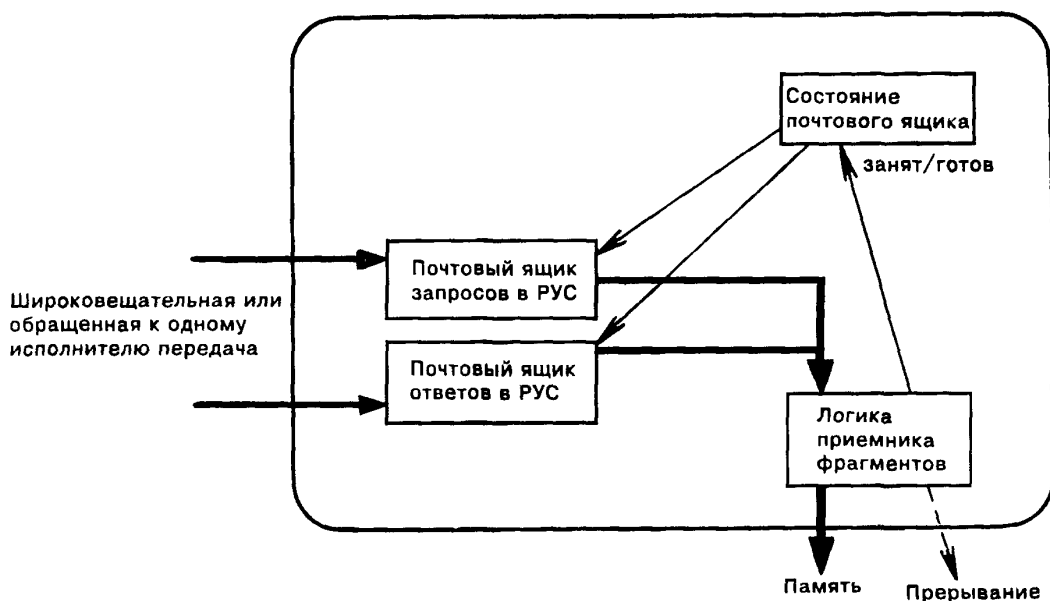 Состояние
почтового ящика
занят/готов
Почтовый ящик
запросов в РУС
Широковещательная или
обращенная к одному
исполнителю передача
Почтовый ящик
ответов в РУС
Логика
приемника
фрагментов
Память
Прерывание